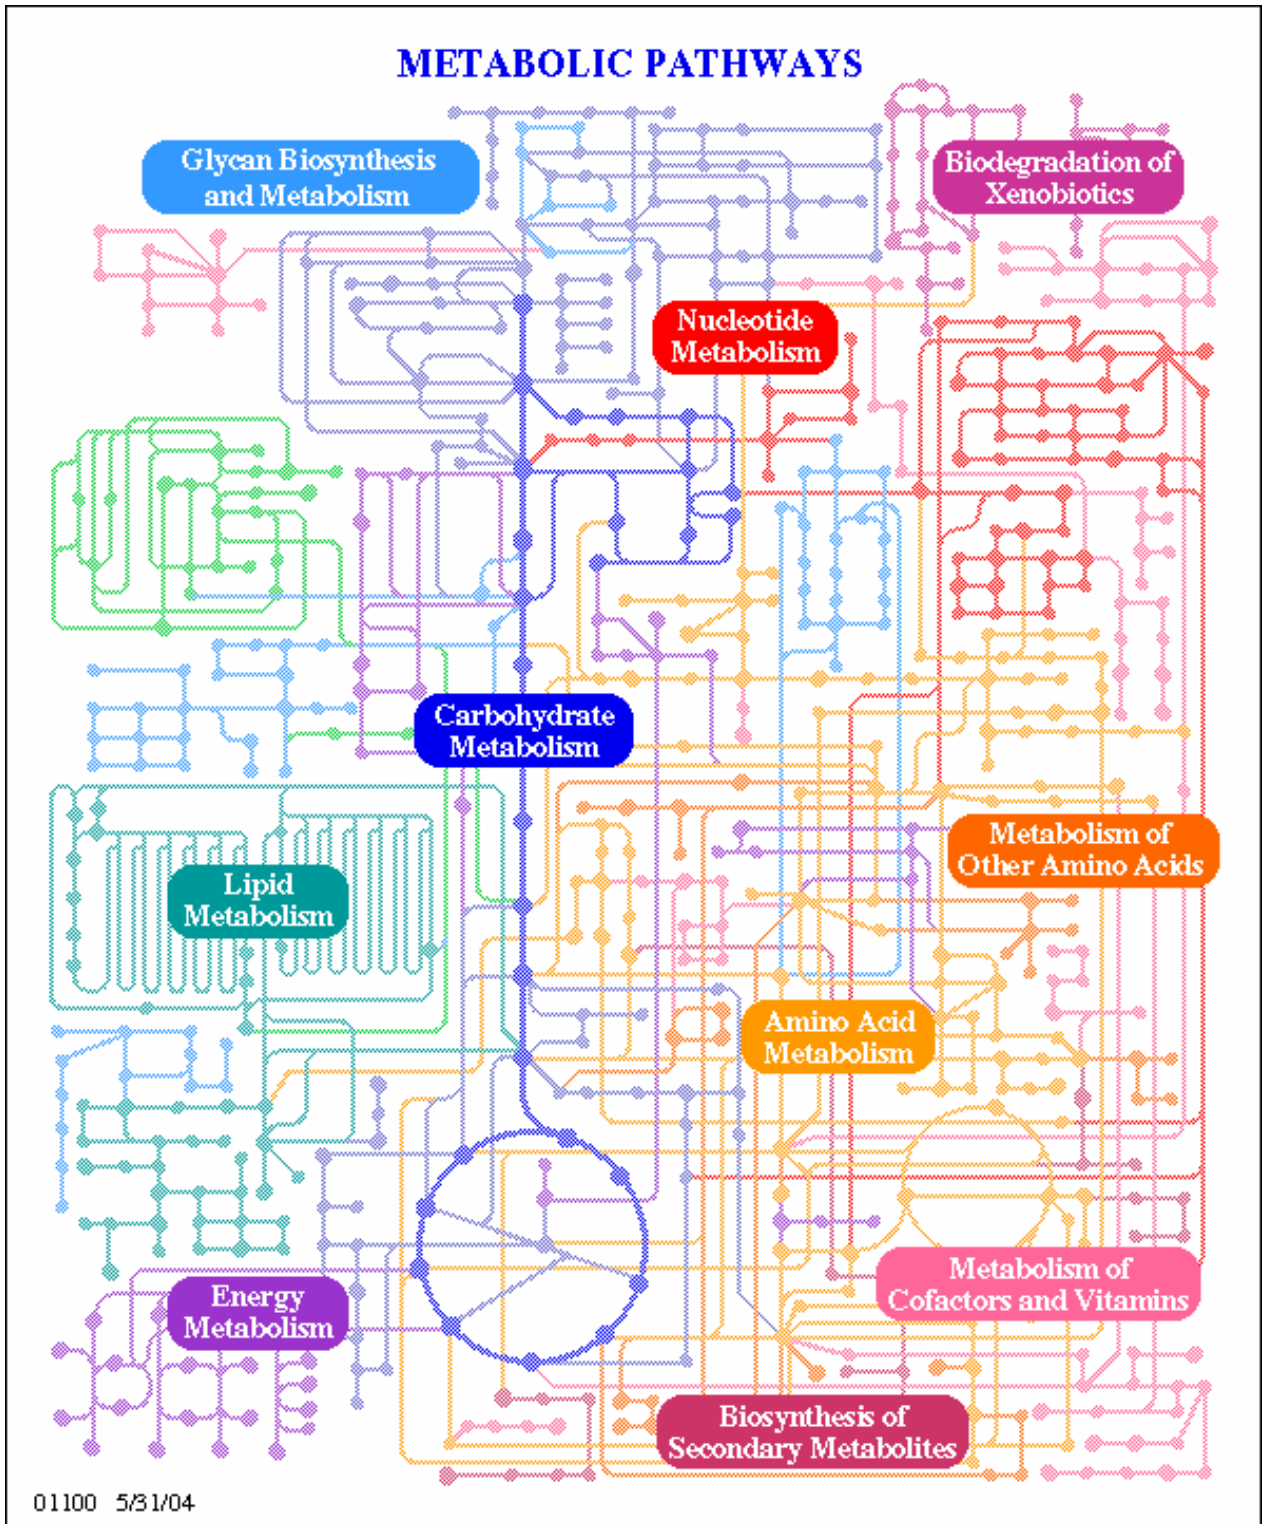 METABOLIC PATHWAYS
Glycan Biosynthesis
and Metabolism
Biodegradation of
Xenobiotics
Nucleotide
Metabolism
Carbohydrate
Metabolism
Metabolism of
Other Amino Acids
Lipid
Metabolism
Amino Acid
Metabolism
Metabolism of
Cofactors and Vitamins
Energy
Metabolism
Biosynthesis of
Secondary Metabolites
01100 5/31/04